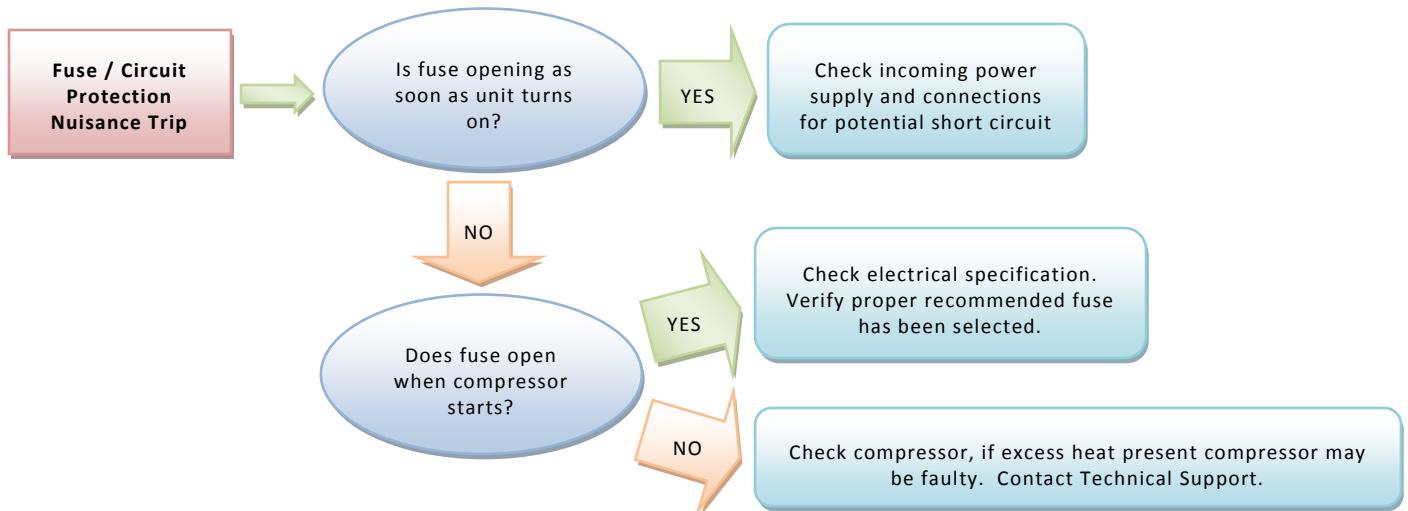 Fuse / Circuit
Protection
Nuisance Trip
Is fuse opening as
soon as unit turns
on?
YES
Check incoming power
supply and connections
for potential short circuit
NO
Does fuse open
when compressor
starts?
YES
Check electrical specification.
Verify proper recommended fuse
has been selected.
NO
Check compressor, if excess heat present compressor may
be faulty. Contact Technical Support.